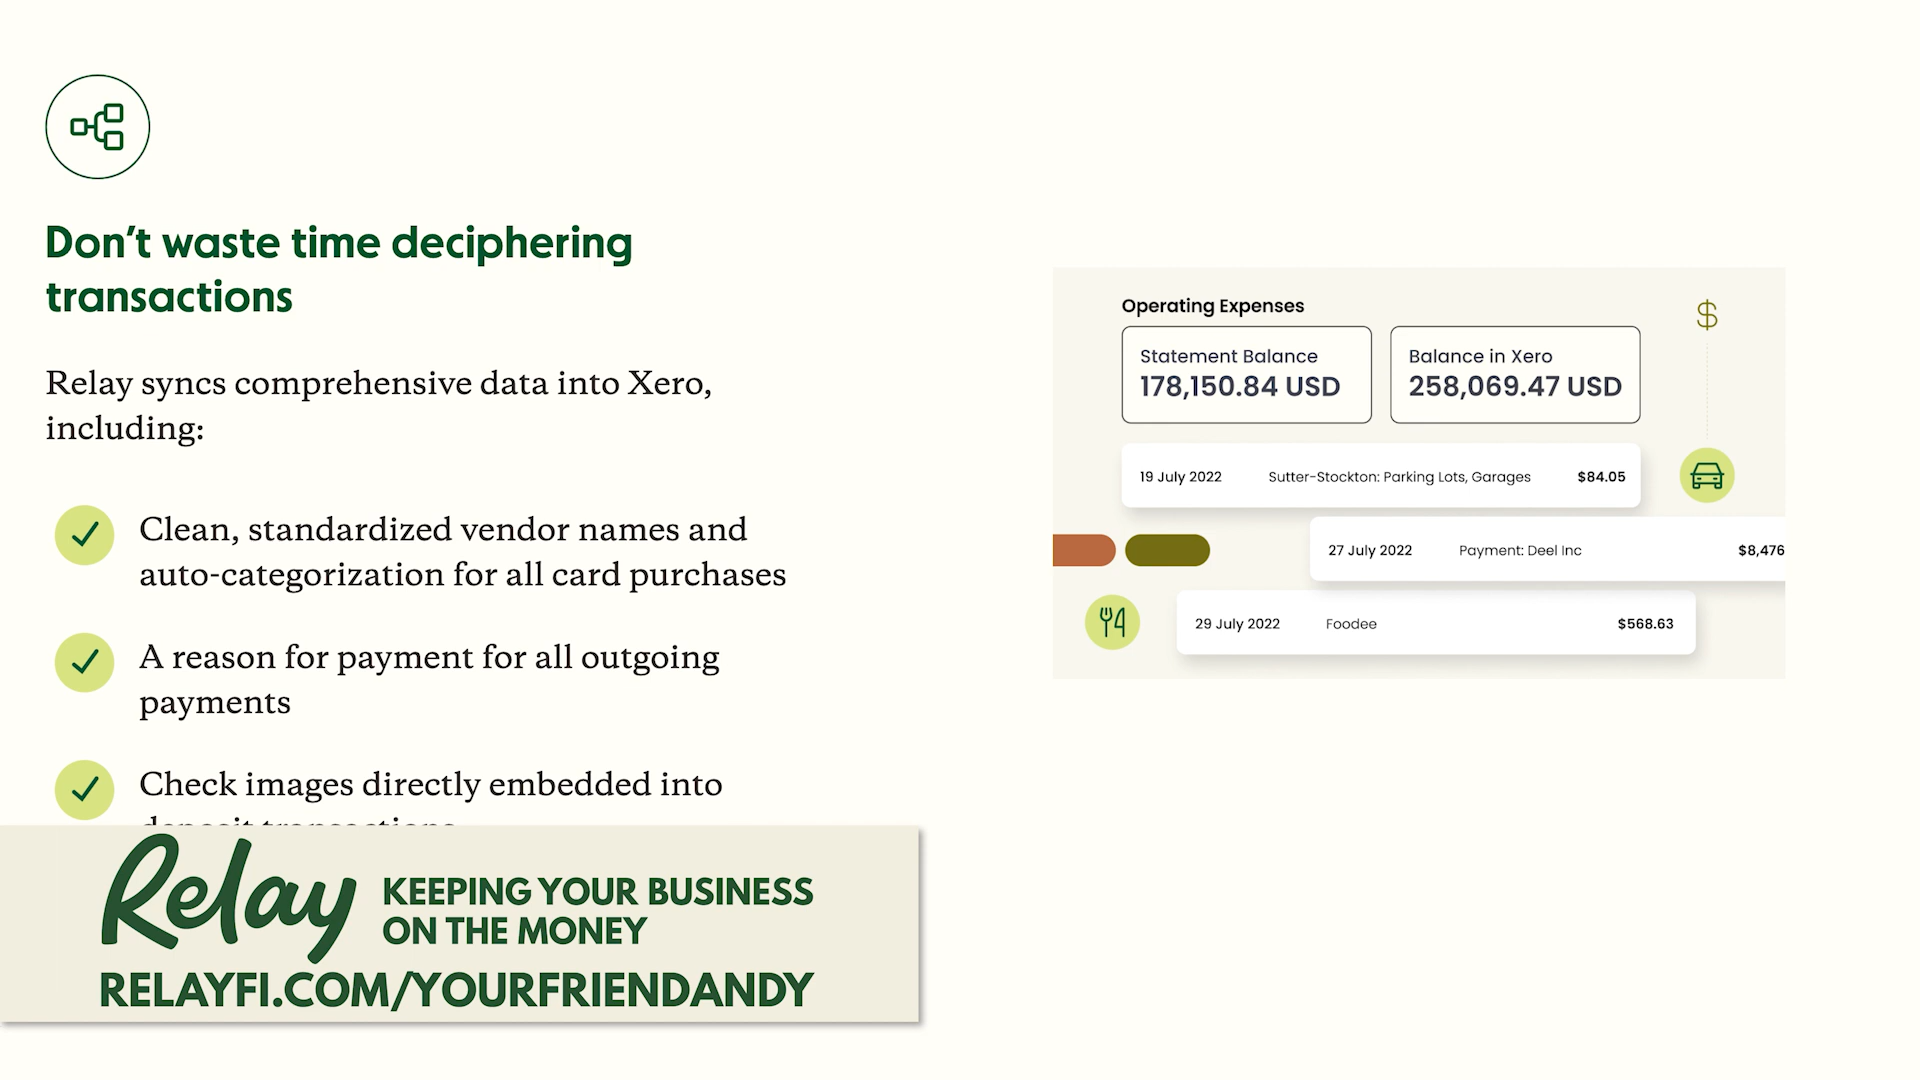 Don't waste time deciphering
transactions
Relay syncs comprehensive data into Xero,
including:
Clean, standardized vendor names and
auto-categorization for all card purchases
A reason for payment for all outgoing
payments
Check images directly embedded into
deposit transactions
Relay
KEEPING YOUR BUSINESS
ON THE MONEY
RELAYFI.COM/YOURFRIENDANDY
Operating Expenses
$
Statement Balance
178,150.84 USD
Balance in Xero
258,069.47 USD
19 July 2022 Sutter-Stockton: Parking Lots, Garages $84.05
27 July 2022 Payment: Deel Inc $8,476
29 July 2022 Foodee $568.63